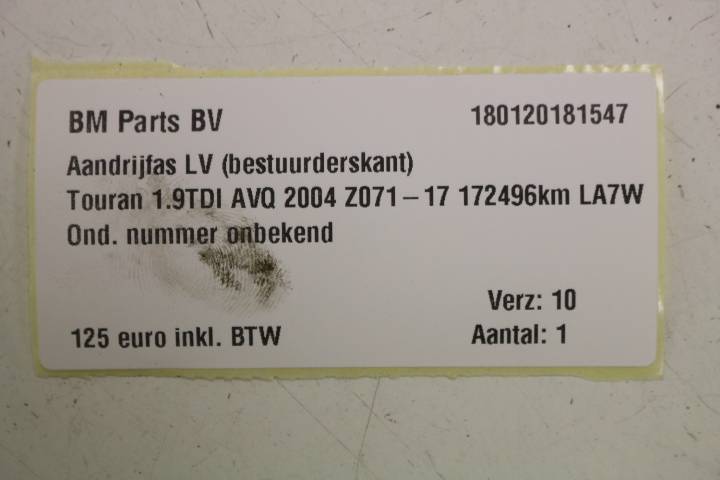 BM Parts BV 180120181547
Aandrijfas LV (bestuurderskant)
Touran 1.9TDI AVQ 2004 Z071-17 172496km LA7W
Ond. nummer onbekend
Verz: 10
125 euro inkl. BTW Aantal: 1